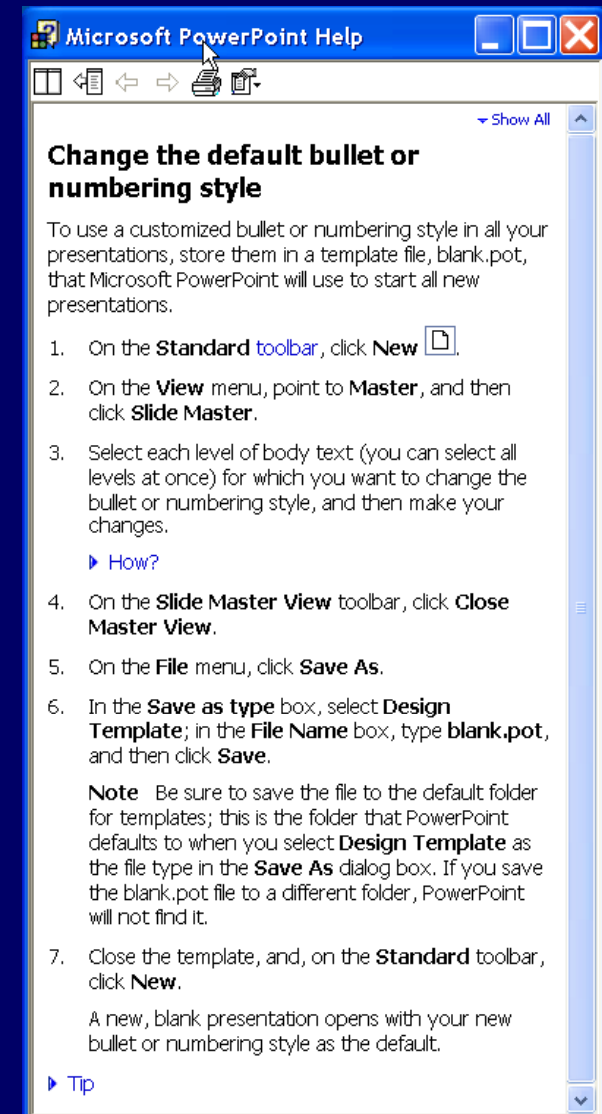 Microsoft PowerPoint Help
Show All
Change the default bullet or
numbering style
To use a customized bullet or numbering style in all your
presentations, store them in a template file, blank.pot,
that Microsoft PowerPoint will use to start all new
presentations.
1. On the Standard toolbar, click New .
2. On the View menu, point to Master, and then
click Slide Master.
3. Select each level of body text (you can select all
levels at once) for which you want to change the
bullet or numbering style, and then make your
changes.
How?
4. On the Slide Master View toolbar, click Close
Master View.
5. On the File menu, click Save As.
6. In the Save as type box, select Design
Template; in the File Name box, type blank.pot,
and then click Save.
Note Be sure to save the file to the default folder
for templates; this is the folder that PowerPoint
defaults to when you select Design Template as
the file type in the Save As dialog box. If you save
the blank.pot file to a different folder, PowerPoint
will not find it.
7. Close the template, and, on the Standard toolbar,
click New.
A new, blank presentation opens with your new
bullet or numbering style as the default.
Tip